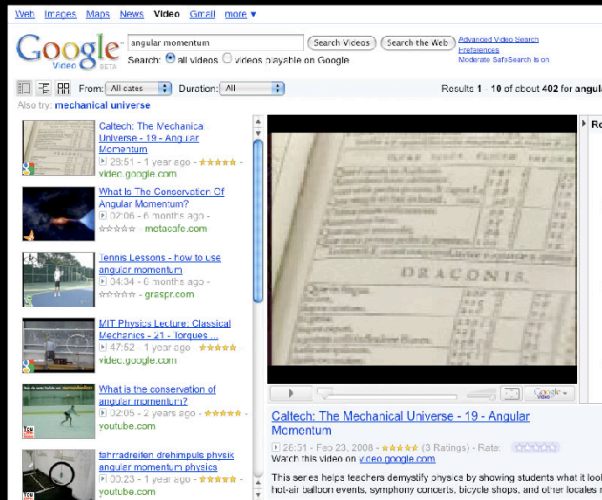 Web Images Maps News Video Gmail more ▼
Google Video BETA
angular momentum
Search Videos
Search the Web
Advanced Video Search
Preferences
Moderate SafeSearch is on
Search: all videos videos playable on Google
From: All dates Duration: All
Results 1 - 10 of about 402 for angul
Also try: mechanical universe
Caltech: The Mechanical
Universe - 19 - Angular
Momentum
28:51 - 1 year ago -
video.google.com
What Is The Conservation Of
Angular Momentum?
02:06 - 6 months ago -
metacafe.com
Tennis Lessons - how to use
angular momentum
04:34 - 6 months ago -
graspr.com
MIT Physics Lecture: Classical
Mechanics - 21 - Torques ...
47:52 - 1 year ago -
video.google.com
What is the conservation of
angular momentum?
02:05 - 2 years ago -
youtube.com
fahrradreifen drehimpuls physik
angular momentum physics
00:23 - 1 year ago -
youtube.com
DRACONIS.
Caltech: The Mechanical Universe - 19 - Angular
Momentum
28:51 - Feb 23, 2008 - (3 Ratings) - Rate:
Watch this video on video.google.com
This series helps teachers demystify physics by showing students what it look
hot-air balloon events, symphony concerts, bicycle shops, and other locales m